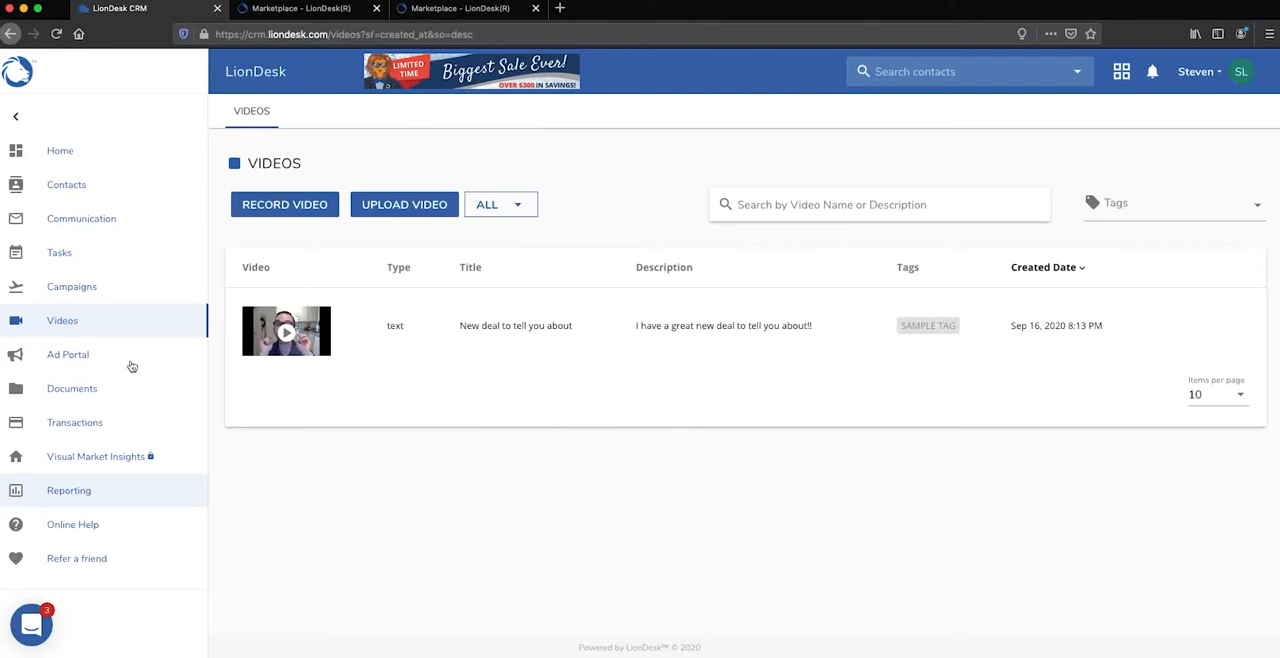 LionDesk CRM
Marketplace - LionDesk(R)
Marketplace - LionDesk(R)
https://crm.liondesk.com/videos?sf=created_at&so=desc
LionDesk
LIMITED TIME
Biggest Sale Ever!
OVER $300 IN SAVINGS!
Search contacts
Steven
SL
VIDEOS
Home
Contacts
Communication
Tasks
Campaigns
Videos
Ad Portal
Documents
Transactions
Visual Market Insights
Reporting
Online Help
Refer a friend
3
VIDEOS
RECORD VIDEO
UPLOAD VIDEO
ALL
Search by Video Name or Description
Tags
Video Type Title Description Tags Created Date
text New deal to tell you about I have a great new deal to tell you about!! SAMPLE TAG Sep 16, 2020 8:13 PM
Items per page
10
Powered by LionDesk™ © 2020